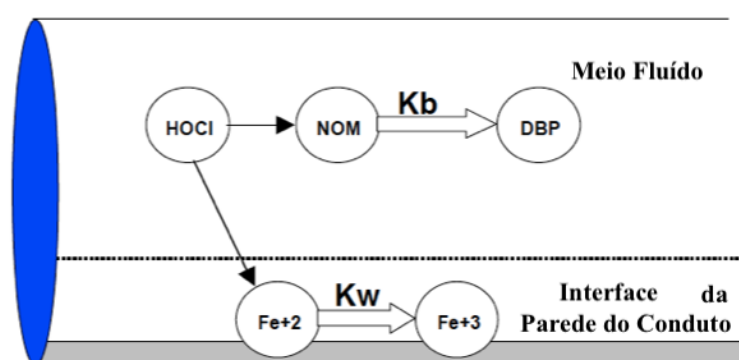 Meio Fluído
Kb
HOCl
NOM
DBP
Kw
Interface da
Parede do Conduto
Fe+2
Fe+3